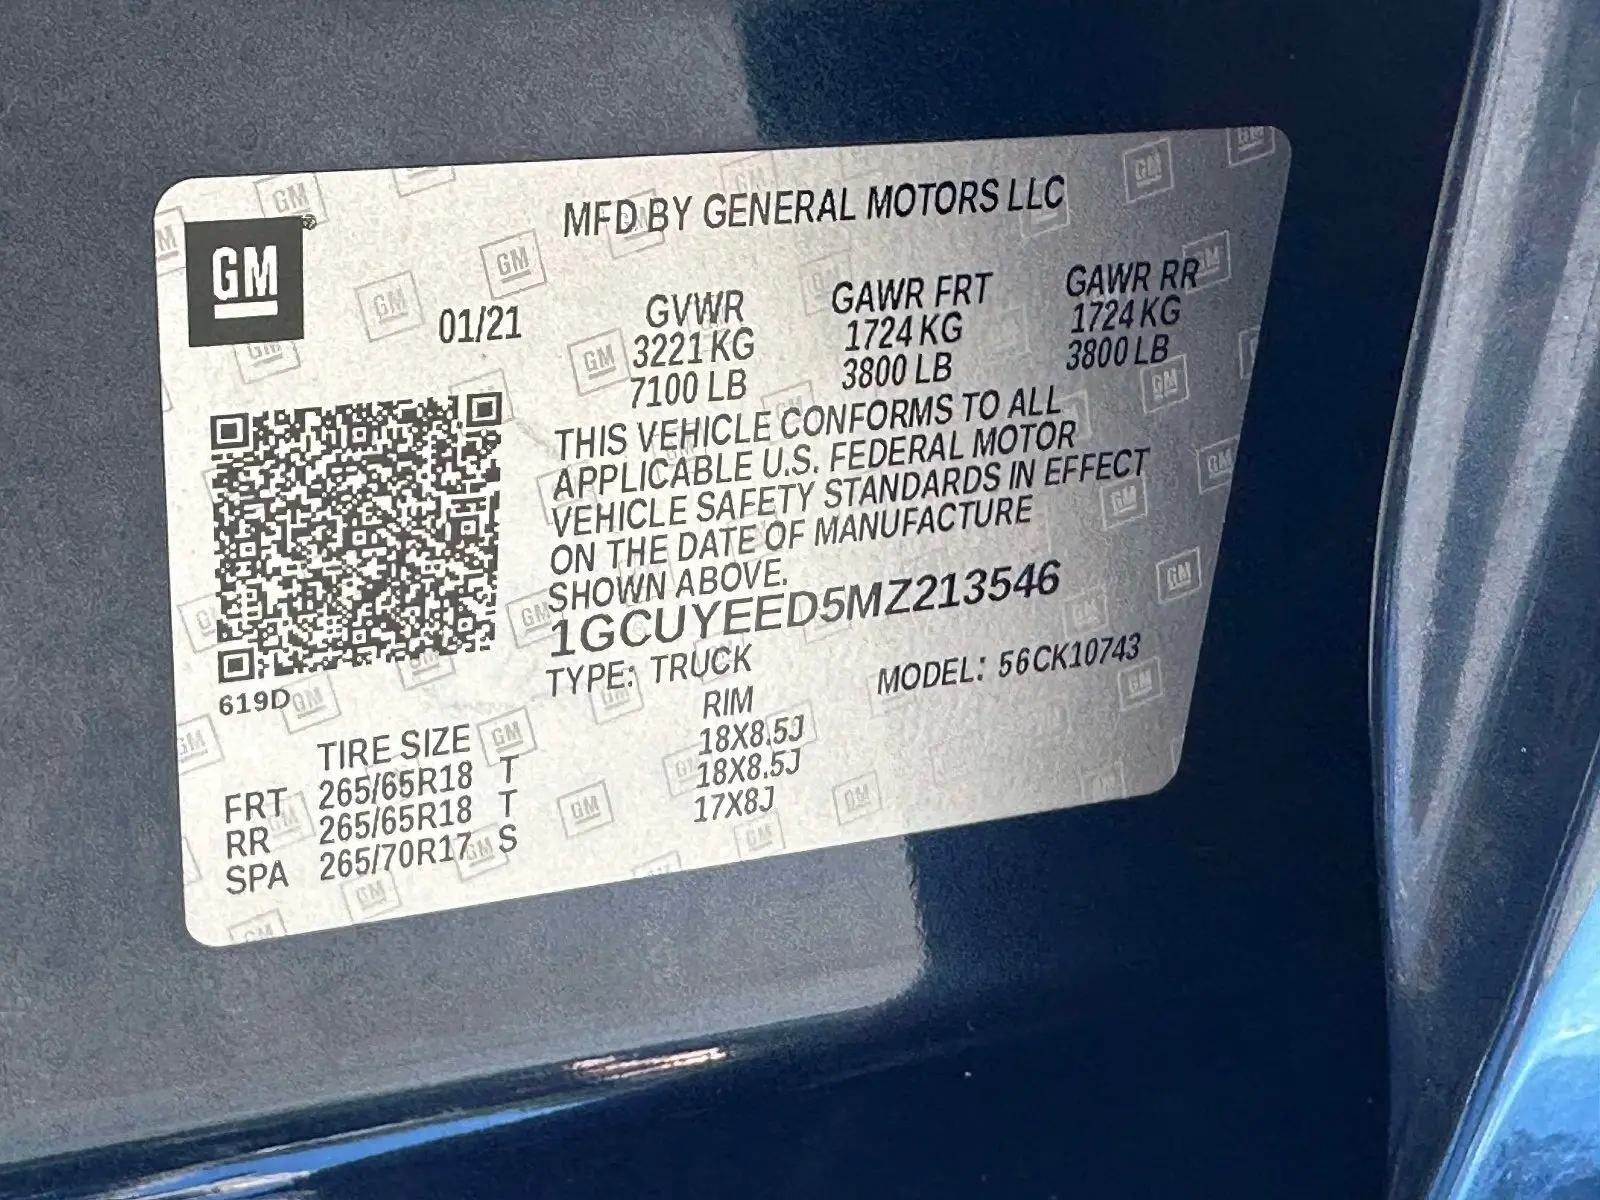 GM
MFD BY GENERAL MOTORS LLC
01/21
GVWR
3221 KG
7100 LB
GAWR FRT
1724 KG
3800 LB
GAWR RR
1724 KG
3800 LB
THIS VEHICLE CONFORMS TO ALL
APPLICABLE U.S. FEDERAL MOTOR
VEHICLE SAFETY STANDARDS IN EFFECT
ON THE DATE OF MANUFACTURE
SHOWN ABOVE.
1GCUYEED5MZ213546
TYPE: TRUCK MODEL: 56CK10743
619D
TIRE SIZE RIM
FRT 265/65R18 T 18X8.5J
RR 265/65R18 T 18X8.5J
SPA 265/70R17 S 17X8J